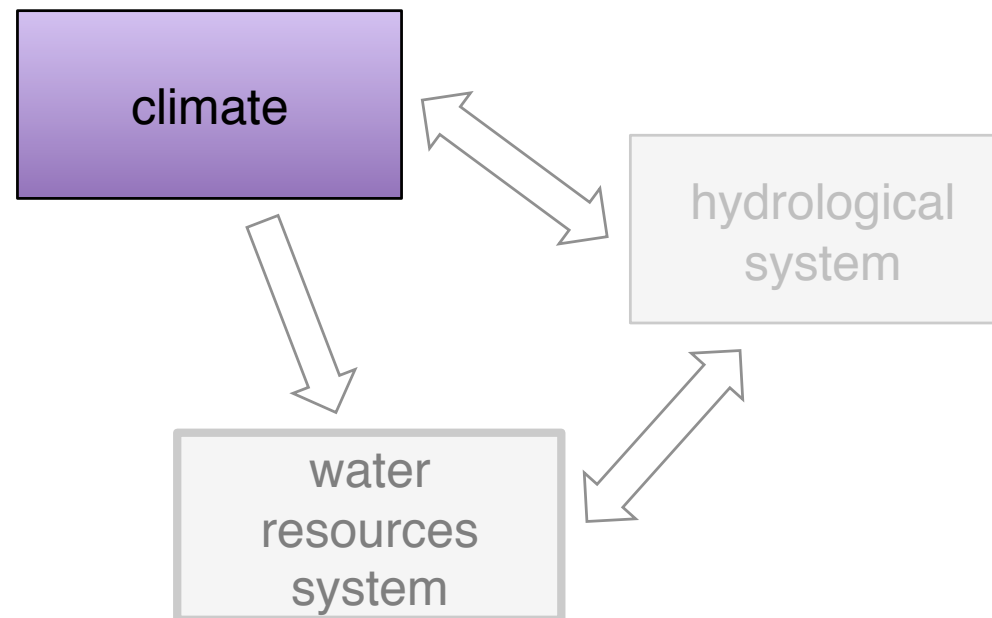 climate
hydrological
system
water
resources
system